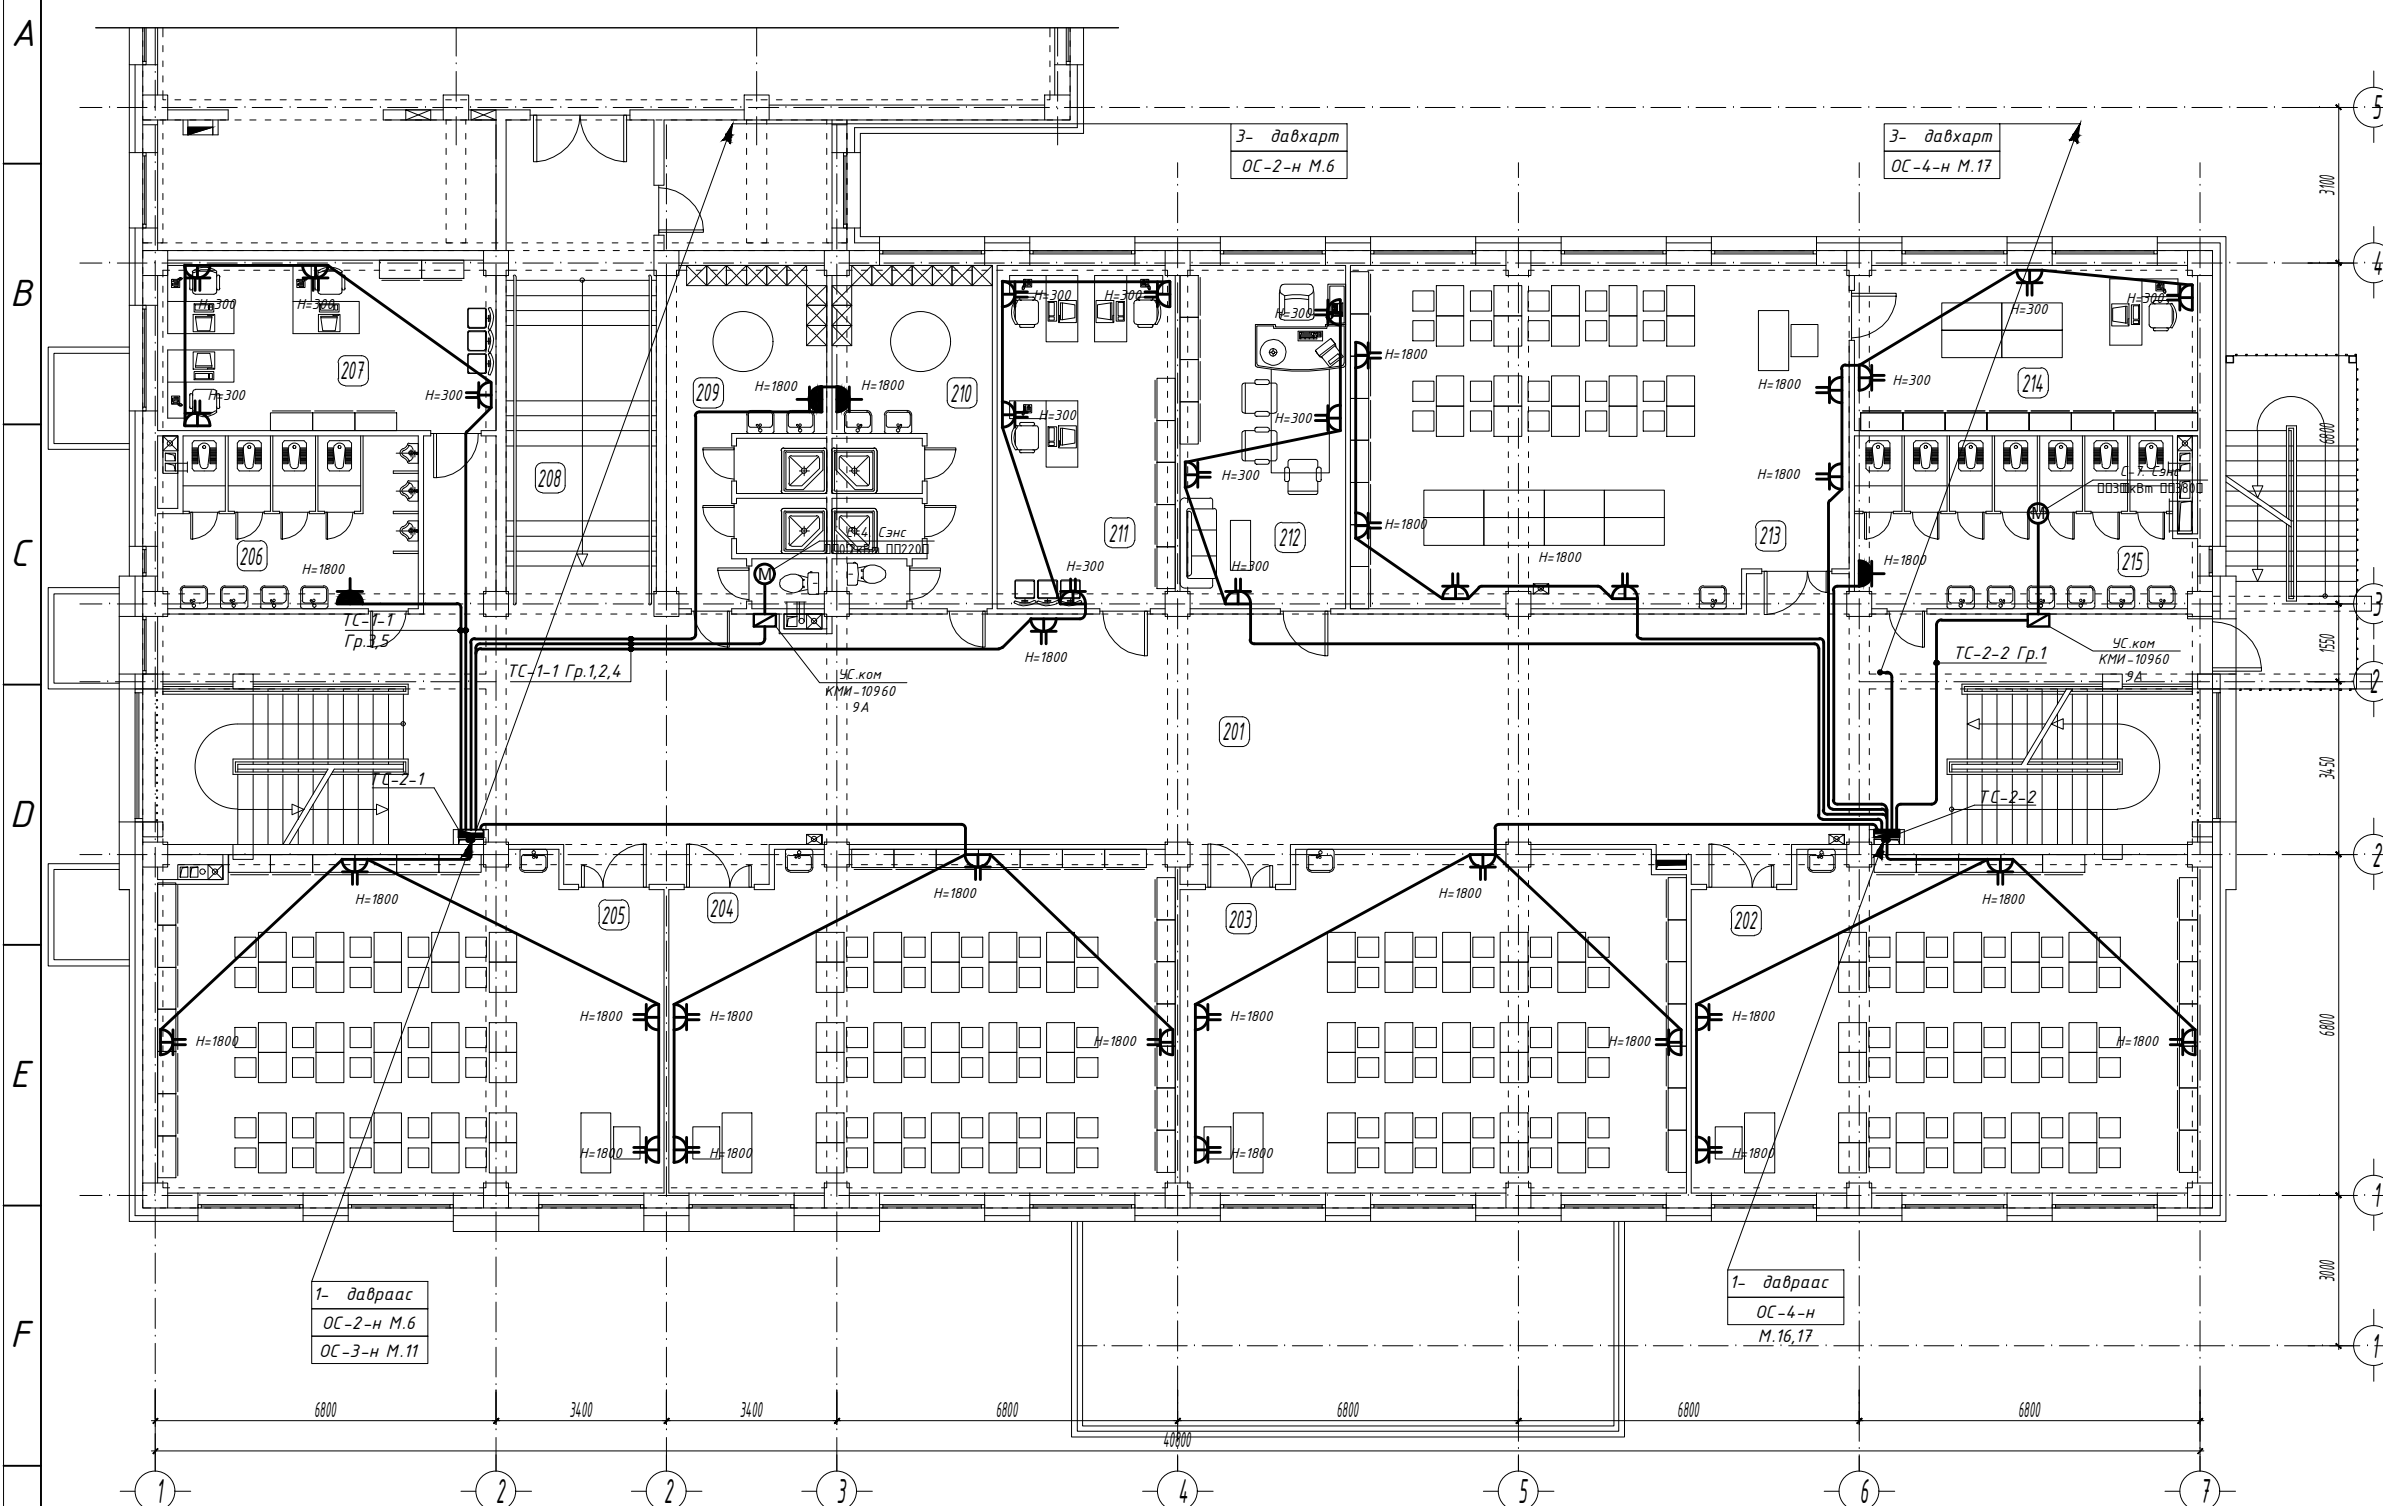 A
B
C
D
E
F
3- давхарт
ОС-2-н М.6
3- давхарт
ОС-4-н М.17
5
3100
4
H=300
H=300
H=300
H=300
207
H=1800
H=1800
209
210
H=300
H=300
H=300
H=300
H=300
H=300
H=1800
H=1800
H=1800
H=300
H=300
H=300
214
6800
208
206
H=1800
ТС-1-1
Гр.3,5
Сэнс
211
H=300
H=300
212
H=1800
H=1800
213
H=1800
С-7. Сэнс
215
3
ТС-1-1 Гр.1,2,4
УС.ком
КМИ-10960
9А
H=1800
ТС-2-2 Гр.1
УС.ком
КМИ-10960
9А
1550
2
201
ТС-2-1
ТС-2-2
3450
2
H=1800
205
204
H=1800
203
H=1800
202
H=1800
H=1800
H=1800
H=1800
H=1800
H=1800
H=1800
H=1800
H=1800
6800
H=1800
H=1800
H=1800
H=1800
1
1- давраас
ОС-2-н М.6
ОС-3-н М.11
1- давраас
ОС-4-н
М.16,17
3000
1
6800
3400
3400
6800
6800
6800
6800
40800
1
2
2
3
4
5
6
7